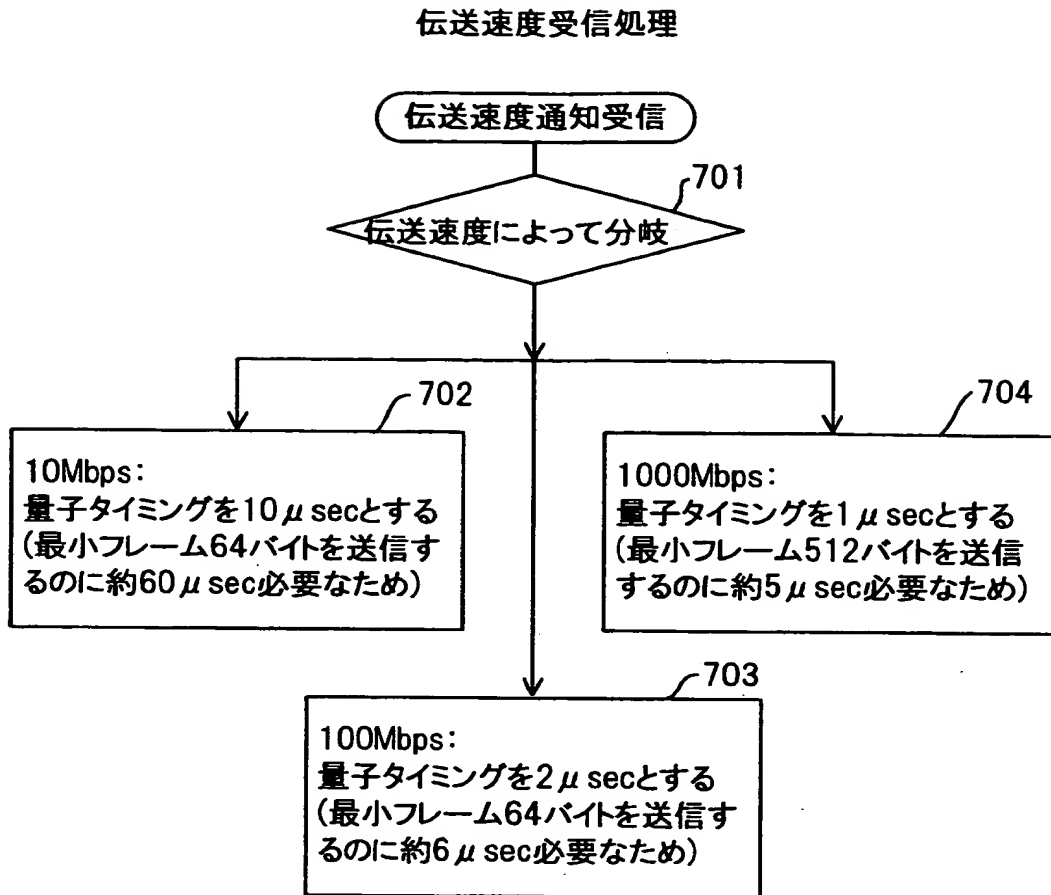 伝送速度受信処理
伝送速度通知受信
701
伝送速度によって分岐
702
10Mbps:
量子タイミングを10μsecとする
(最小フレーム64バイトを送信す
るのに約60μsec必要なため)
704
1000Mbps:
量子タイミングを1μsecとする
(最小フレーム512バイトを送信
するのに約5μsec必要なため)
703
100Mbps:
量子タイミングを2μsecとする
(最小フレーム64バイトを送信す
るのに約6μsec必要なため)